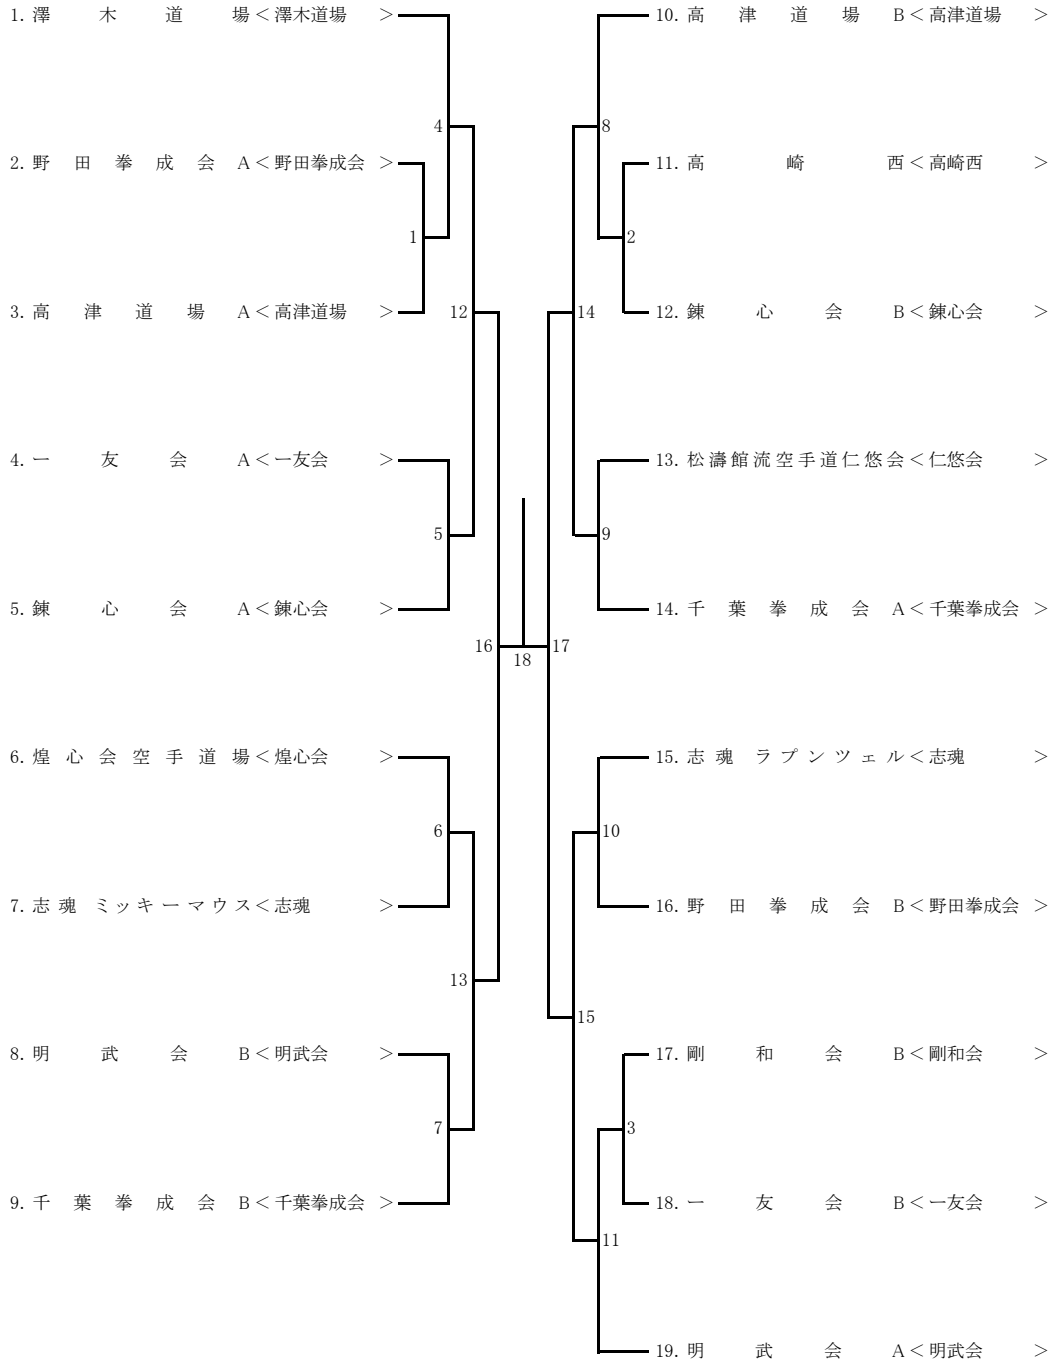 1. 澤木道場 < 澤木道場 >
4
2. 野田拳成会 A < 野田拳成会 >
1
3. 高津道場 A < 高津道場 >
12
4. 一友会 A < 一友会 >
5
5. 錬心会 A < 錬心会 >
16
6. 煌心会空手道場 < 煌心会 >
6
7. 志魂 ミッキーマウス < 志魂 >
13
8. 明武会 B < 明武会 >
7
9. 千葉拳成会 B < 千葉拳成会 >
18
10. 高津道場 B < 高津道場 >
8
11. 高崎西 < 高崎西 >
2
12. 錬心会 B < 錬心会 >
14
13. 松濤館流空手道仁悠会 < 仁悠会 >
9
14. 千葉拳成会 A < 千葉拳成会 >
17
15. 志魂 ラプンツェル < 志魂 >
10
16. 野田拳成会 B < 野田拳成会 >
15
17. 剛和会 B < 剛和会 >
3
18. 一友会 B < 一友会 >
11
19. 明武会 A < 明武会 >